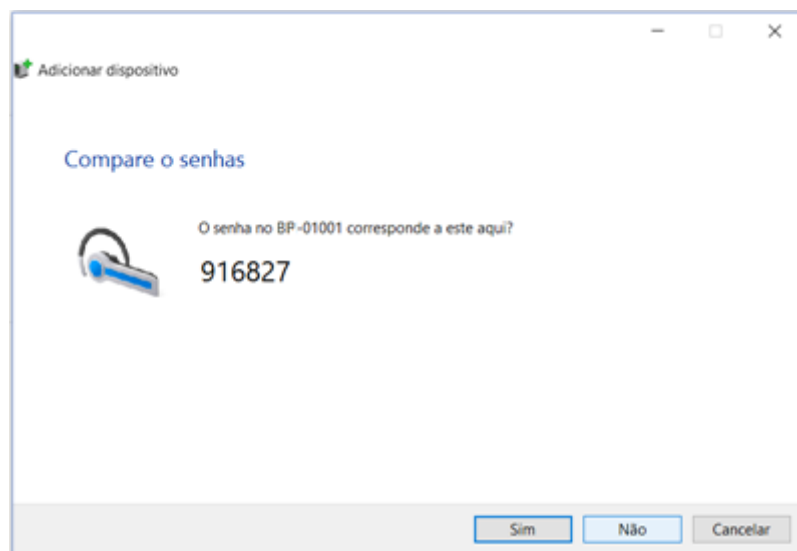 Adicionar dispositivo
Compare o senhas
O senha no BP-01001 corresponde a este aqui?
916827
Sim Não Cancelar